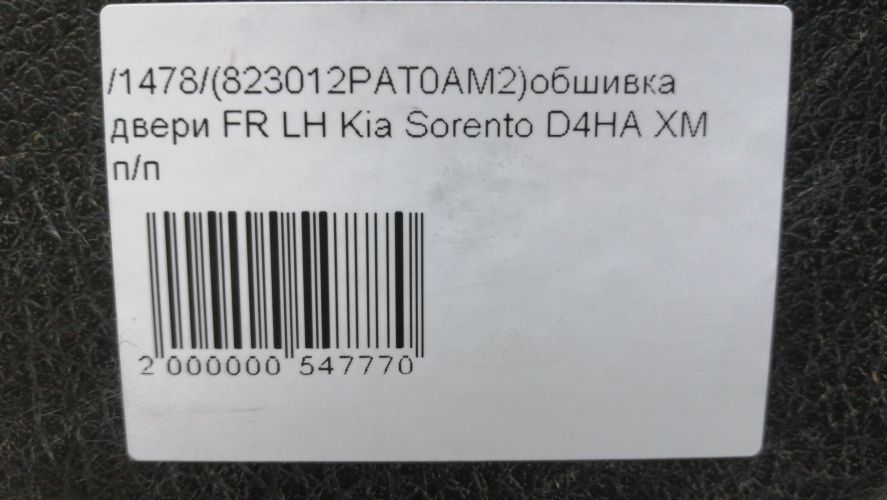 /1478/(823012PAT0AM2)обшивка
двери FR LH Kia Sorento D4HA XM
п/п
2 000000 547770